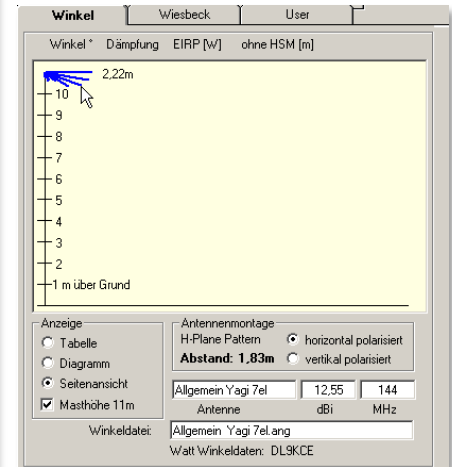 Winkel Wiesbeck User
Winkel ° Dämpfung EIRP [W] ohne HSM [m]
2,22m
10
9
8
7
6
5
4
3
2
1 m über Grund
Anzeige
Tabelle
Diagramm
Seitenansicht
Masthöhe 11m
Antennenmontage
H-Plane Pattern horizontal polarisiert
Abstand: 1,83m vertikal polarisiert
Allgemein Yagi 7el 12,55 144
Antenne dBi MHz
Winkeldatei: Allgemein Yagi 7el.ang
Watt Winkeldaten: DL9KCE